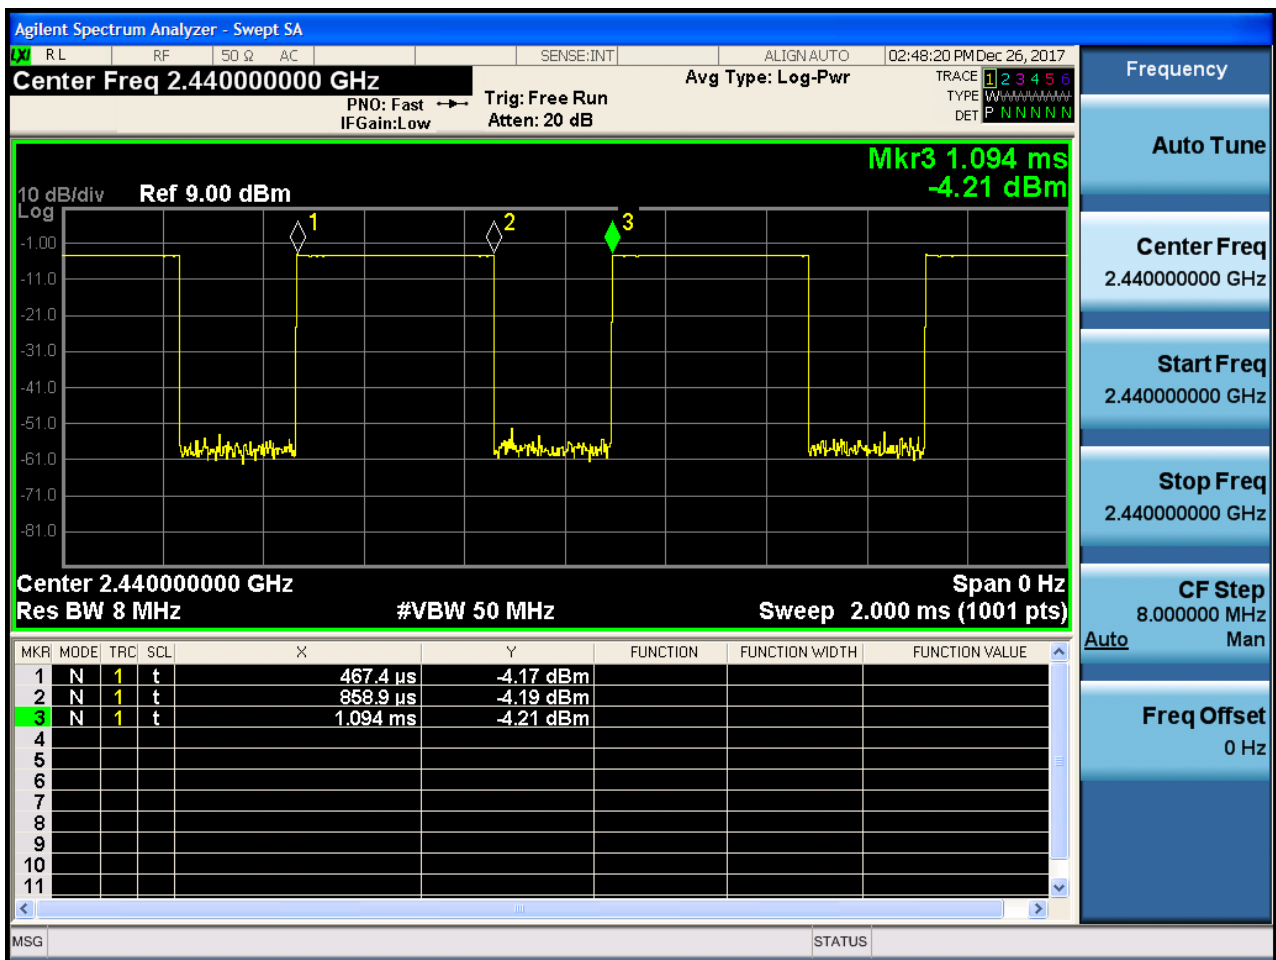 Agilent Spectrum Analyzer - Swept SA
LXI RL RF 50 Ω AC SENSE:INT ALIGN AUTO 02:48:20 PM Dec 26, 2017
Center Freq 2.440000000 GHz
PNO: Fast
IFGain:Low
Trig: Free Run
Atten: 20 dB
Avg Type: Log-Pwr
TRACE 1 2 3 4 5 6
TYPE WWWWWW
DET P N N N N N
Mkr3 1.094 ms
-4.21 dBm
10 dB/div Ref 9.00 dBm
Log
1 2 3
-1.00
-11.0
-21.0
-31.0
-41.0
-51.0
-61.0
-71.0
-81.0
Center 2.440000000 GHz Span 0 Hz
Res BW 8 MHz #VBW 50 MHz Sweep 2.000 ms (1001 pts)
MKR MODE TRC SCL X Y FUNCTION FUNCTION WIDTH FUNCTION VALUE
1 N 1 t 467.4 µs -4.17 dBm
2 N 1 t 858.9 µs -4.19 dBm
3 N 1 t 1.094 ms -4.21 dBm
4
5
6
7
8
9
10
11
MSG STATUS
Frequency
Auto Tune
Center Freq
2.440000000 GHz
Start Freq
2.440000000 GHz
Stop Freq
2.440000000 GHz
CF Step
8.000000 MHz
Auto Man
Freq Offset
0 Hz